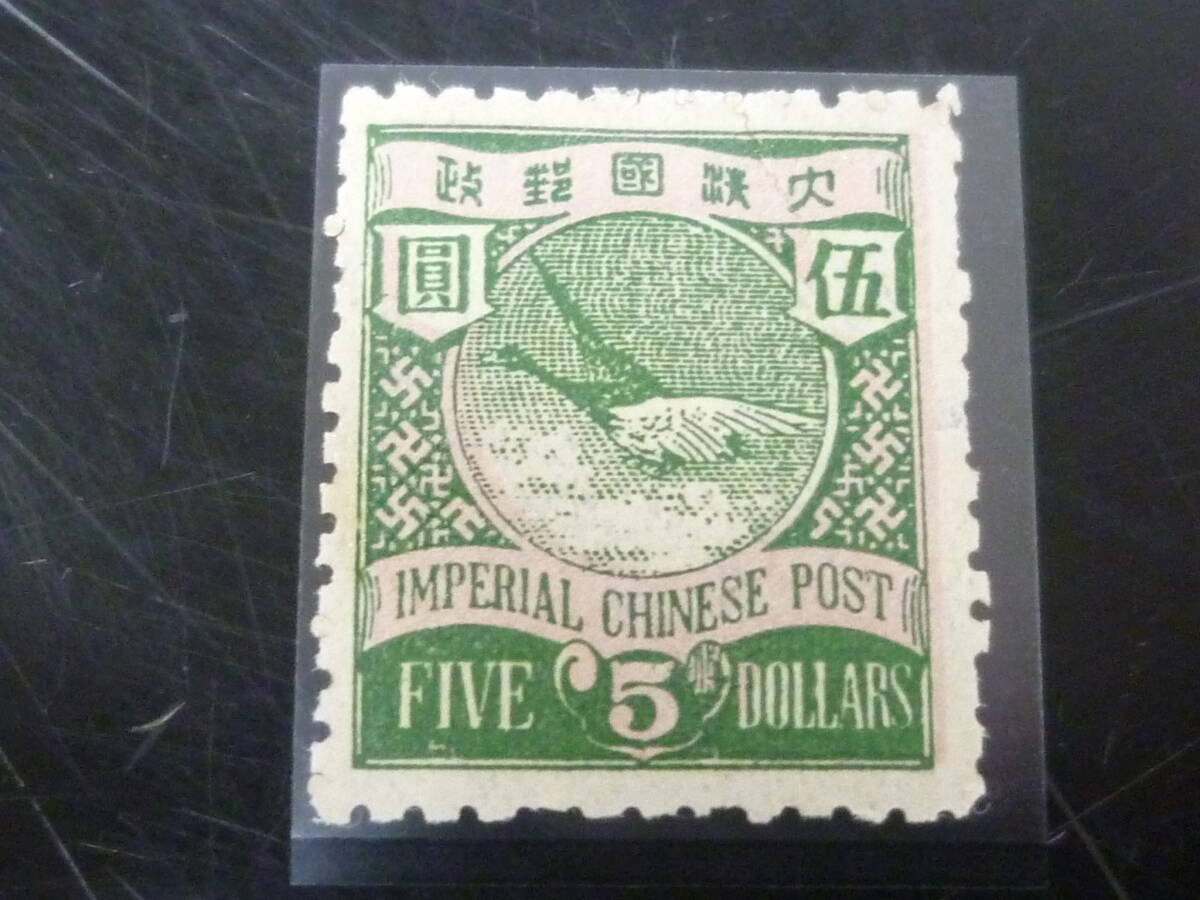 大清國郵政
伍圓
IMPERIAL CHINESE POST
FIVE 5 DOLLARS